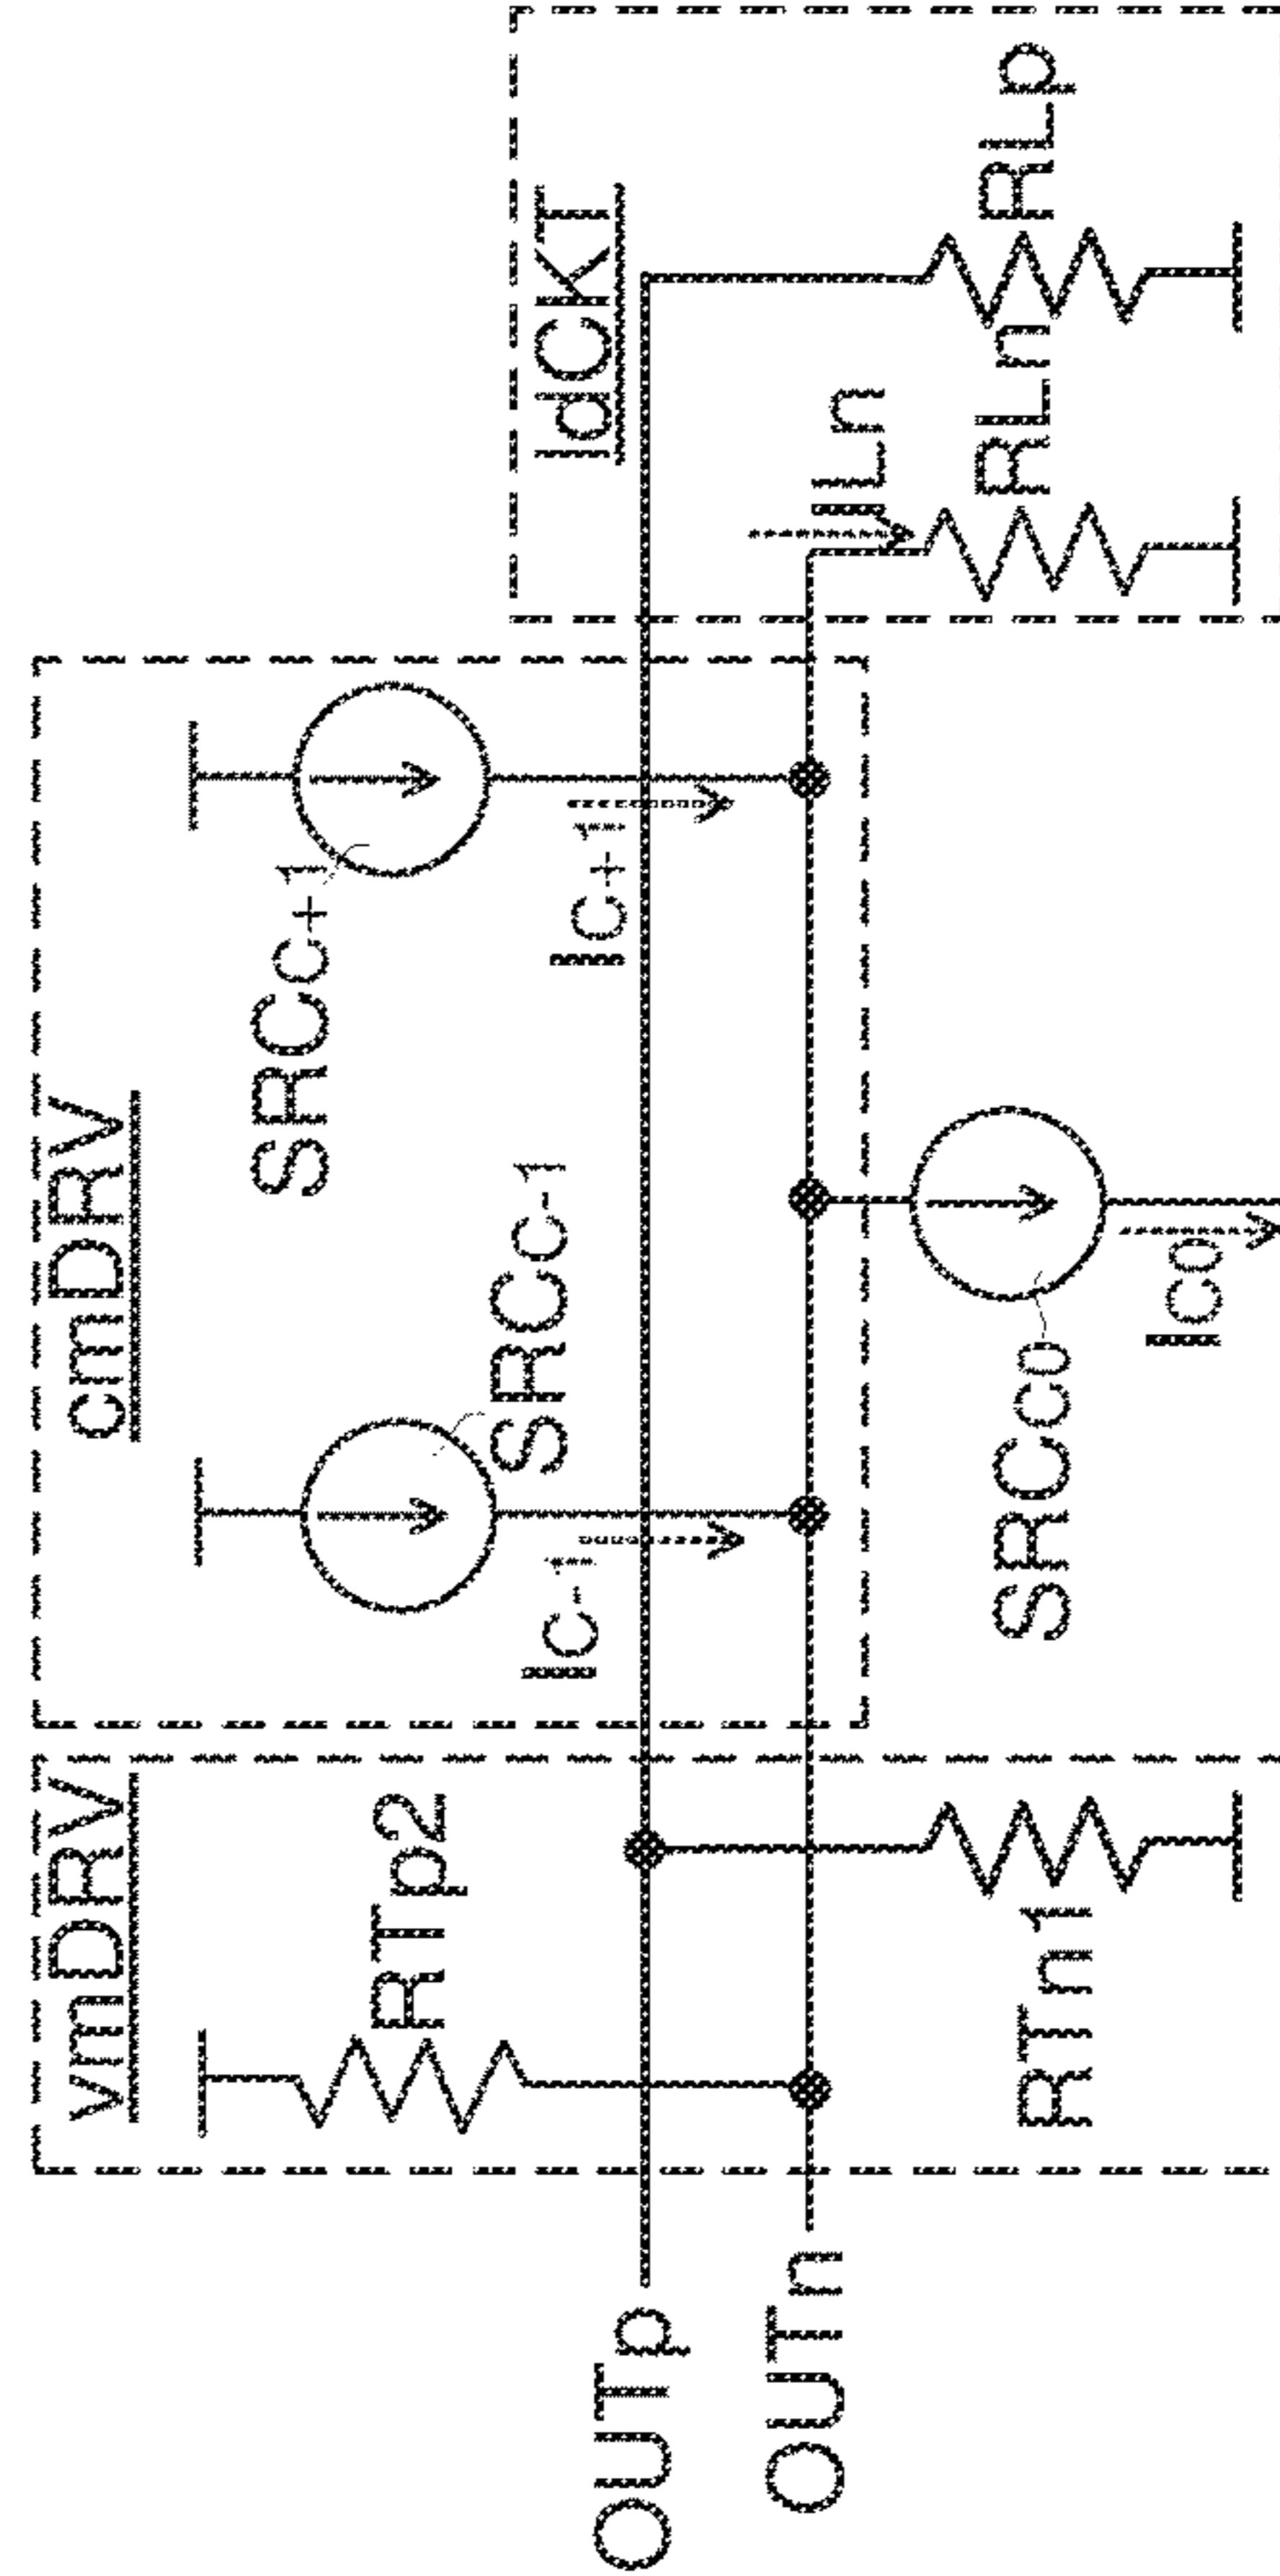 vmDRV
cmDRV
ldCKT
RTp2
SRCC-1
SRCC+1
IC-1
IC+1
OUTp
OUTn
ILn
RTn1
SRCC0
IC0
RLn
RLp